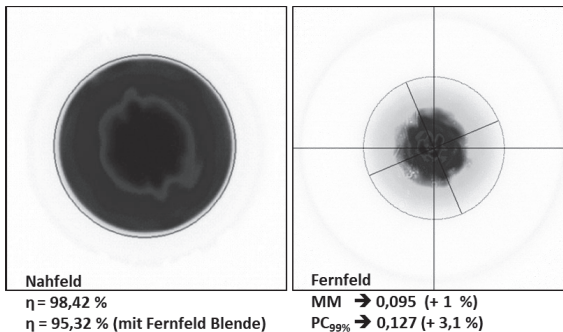 Nahfeld
η = 98,42 %
η = 95,32 % (mit Fernfeld Blende)
Fernfeld
MM ➔ 0,095 (+ 1 %)
PC99% ➔ 0,127 (+ 3,1 %)